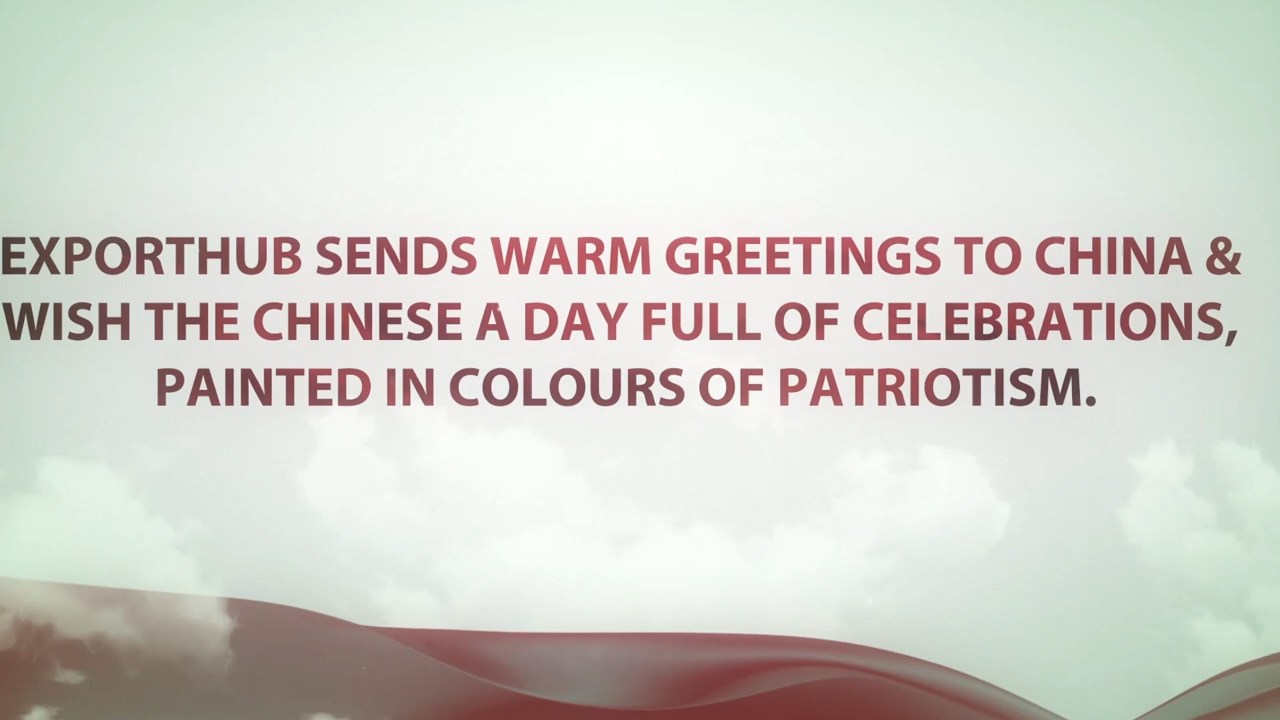 EXPORTHUB SENDS WARM GREETINGS TO CHINA &
WISH THE CHINESE A DAY FULL OF CELEBRATIONS,
PAINTED IN COLOURS OF PATRIOTISM.